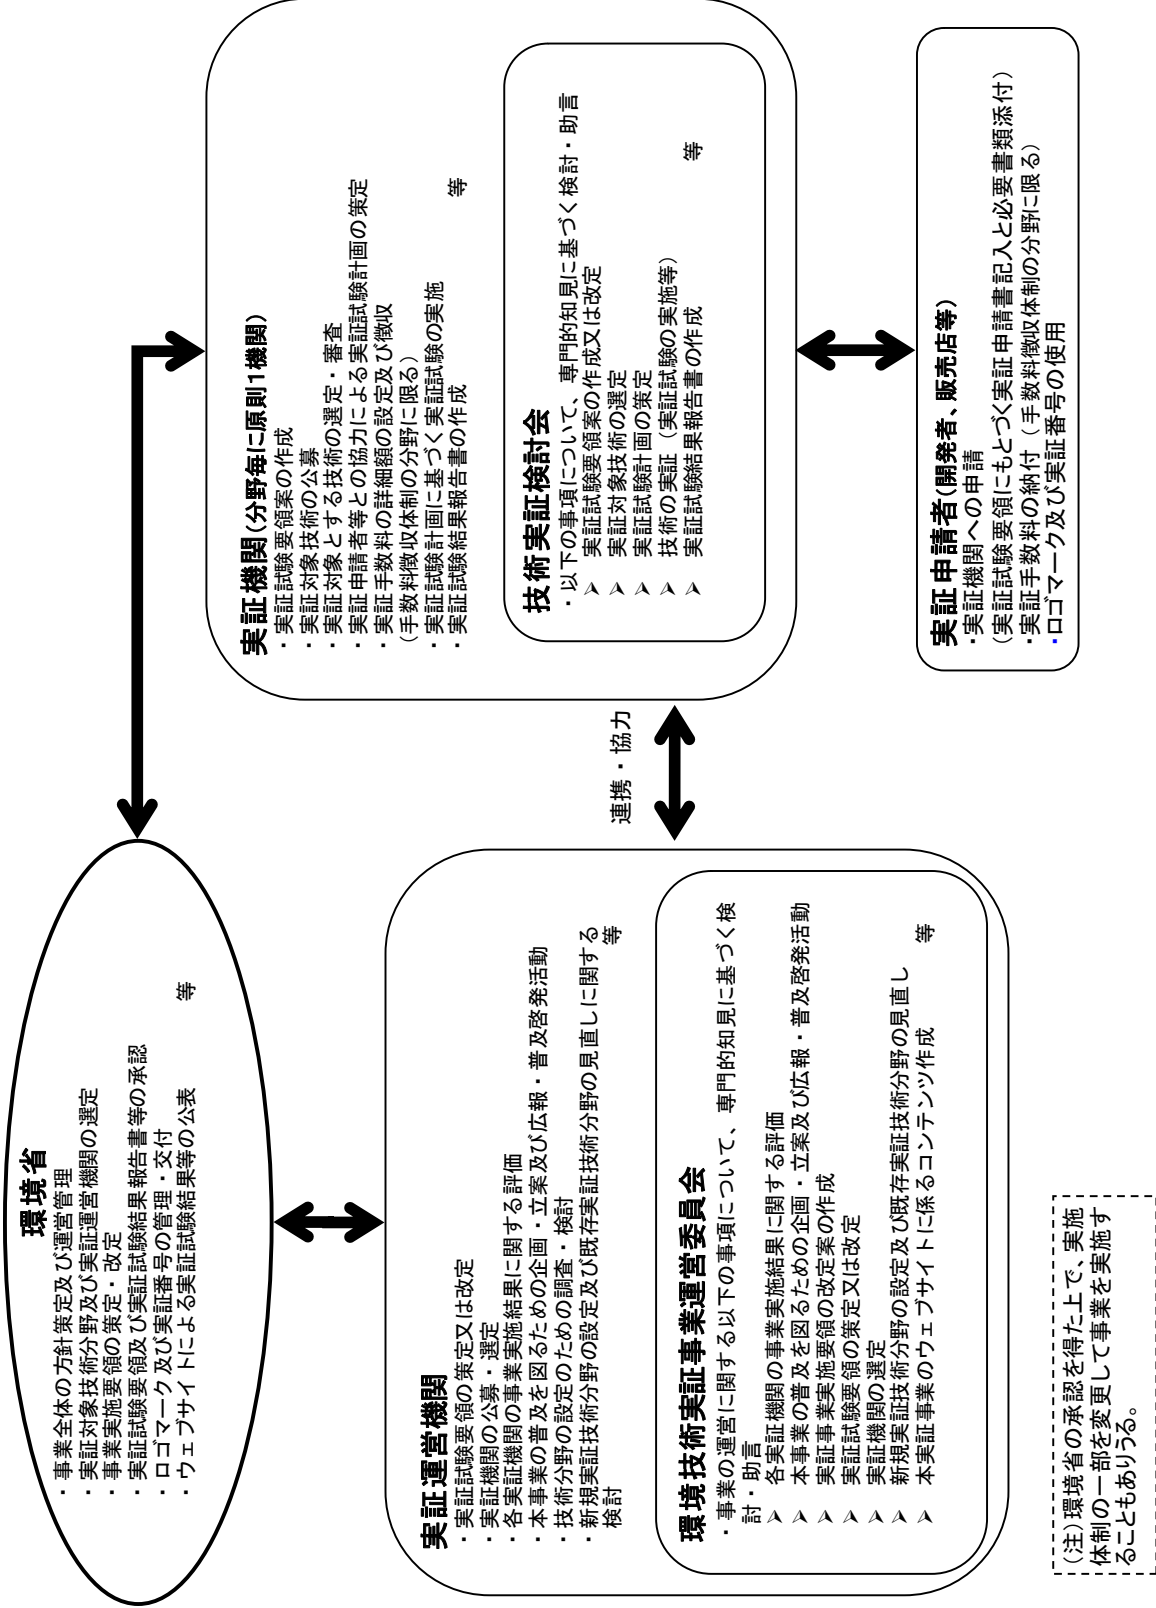 環境省
・事業全体の方針策定及び運営管理
・実証対象技術分野及び実証運営機関の選定
・事業実施要領の策定・改定
・実証試験要領及び実証試験結果報告書等の承認
・ロゴマーク及び実証番号の管理・交付
・ウェブサイトによる実証試験結果等の公表
等
実証運営機関
・実証試験要領の策定又は改定
・実証機関の公募・選定
・各実証機関の事業実施結果に関する評価
・本事業の普及を図るための企画・立案及び広報・普及啓発活動
・技術分野の設定のための調査・検討
・新規実証技術分野の設定及び既存実証技術分野の見直しに関する
検討
等
環境技術実証事業運営委員会
・事業の運営に関する以下の事項について、専門的知見に基づく検
討・助言
➢ 各実証機関の事業実施結果に関する評価
➢ 本事業の普及を図るための企画・立案及び広報・普及啓発活動
➢ 実証事業実施要領の改定案の作成
➢ 実証試験要領の策定又は改定
➢ 実証機関の選定
➢ 新規実証技術分野の設定及び既存実証技術分野の見直し
➢ 本実証事業のウェブサイトに係るコンテンツ作成
等
連携・協力
実証機関(分野毎に原則1機関)
・実証試験要領案の作成
・実証対象技術の公募
・実証対象とする技術の選定・審査
・実証申請者等との協力による実証試験計画の策定
・実証手数料の詳細額の設定及び徴収
(手数料徴収体制の分野に限る)
・実証試験計画に基づく実証試験の実施
・実証試験結果報告書の作成
等
技術実証検討会
・以下の事項について、専門的知見に基づく検討・助言
➢ 実証試験要領案の作成又は改定
➢ 実証対象技術の選定
➢ 実証試験計画の策定
➢ 技術の実証(実証試験の実施等)
➢ 実証試験結果報告書の作成
等
実証申請者(開発者、販売店等)
・実証機関への申請
(実証試験要領にもとづく実証申請書記入と必要書類添付)
・実証手数料の納付(手数料徴収体制の分野に限る)
・ロゴマーク及び実証番号の使用
(注)環境省の承認を得た上で、実施
体制の一部を変更して事業を実施す
ることもありうる。